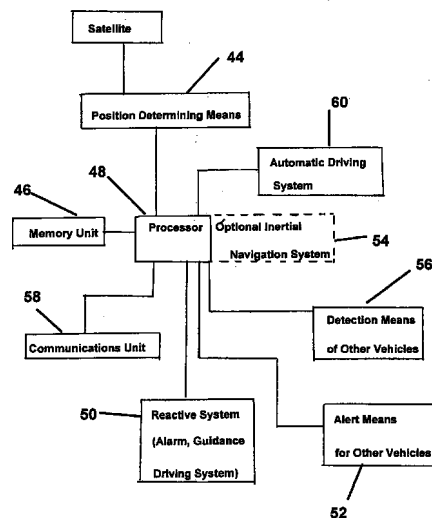 Satellite
44
Position Determining Means
60
Automatic Driving
System
48
46
Processor
Optional Inertial
Navigation System
Memory Unit
54
56
58
Detection Means
of Other Vehicles
Communications Unit
50
Reactive System
(Alarm, Guidance
Driving System)
Alert Means
for Other Vehicles
52